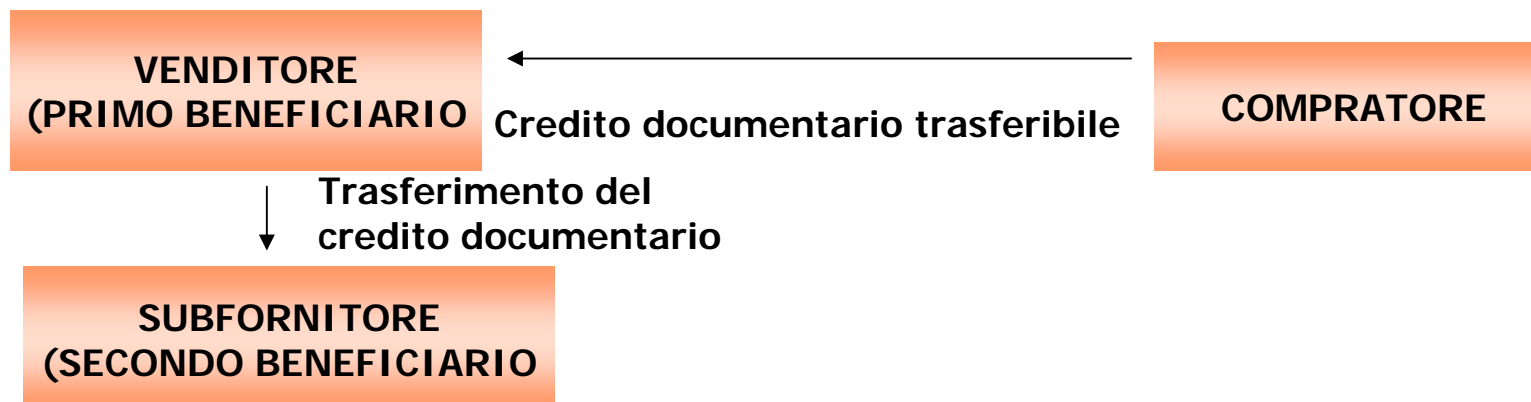 VENDITORE
(PRIMO BENEFICIARIO
Credito documentario trasferibile
COMPRATORE
Trasferimento del
credito documentario
SUBFORNITORE
(SECONDO BENEFICIARIO